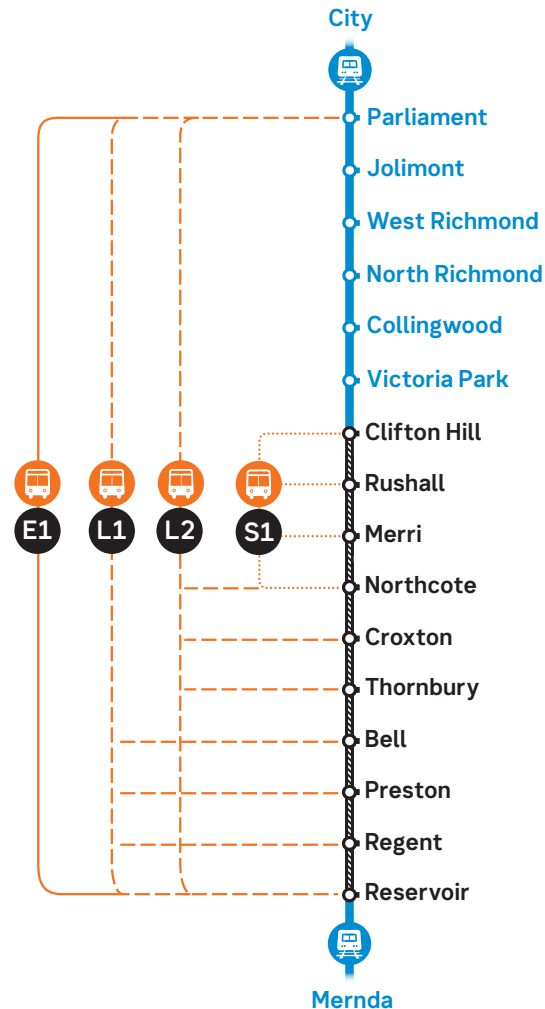 City
Parliament
Jolimont
West Richmond
North Richmond
Collingwood
Victoria Park
Clifton Hill
Rushall
E1 L1 L2 S1
Merri
Northcote
Croxton
Thornbury
Bell
Preston
Regent
Reservoir
Mernda